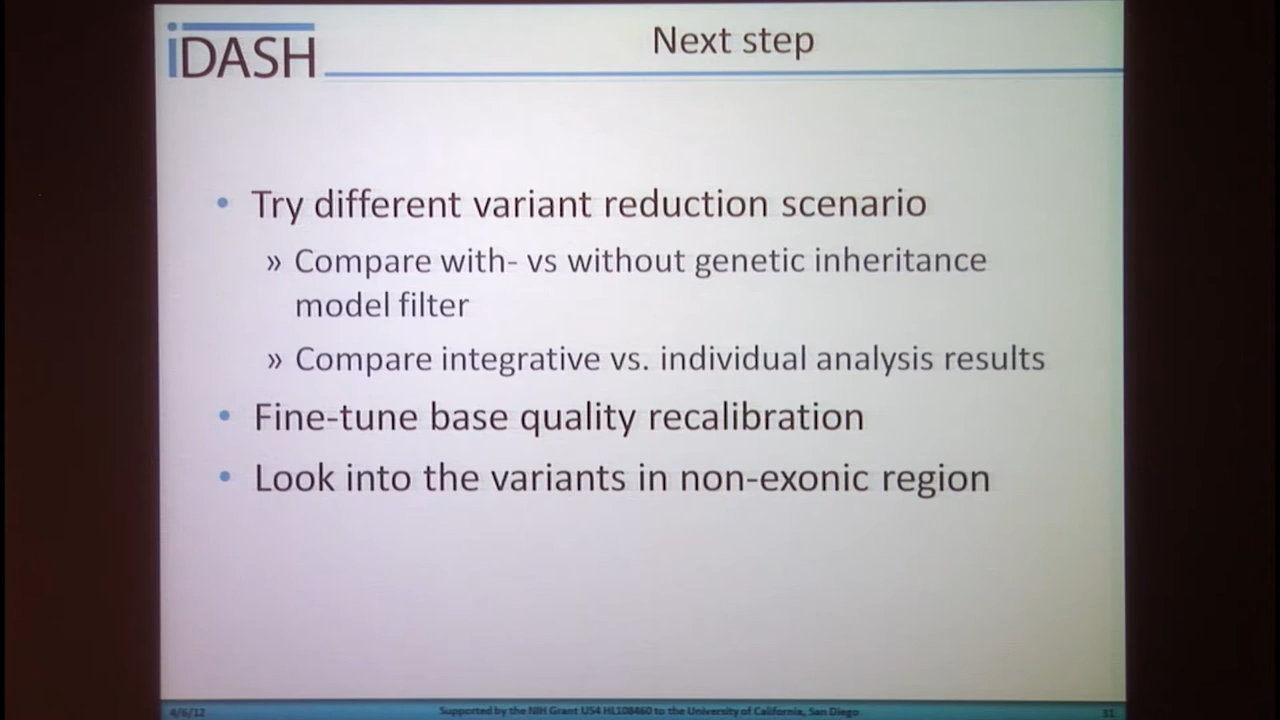 iDASH
Next step
• Try different variant reduction scenario
» Compare with- vs without genetic inheritance
model filter
» Compare integrative vs. individual analysis results
• Fine-tune base quality recalibration
• Look into the variants in non-exonic region
4/6/12
Supported by the NIH Grant U54 HL108460 to the University of California, San Diego
31